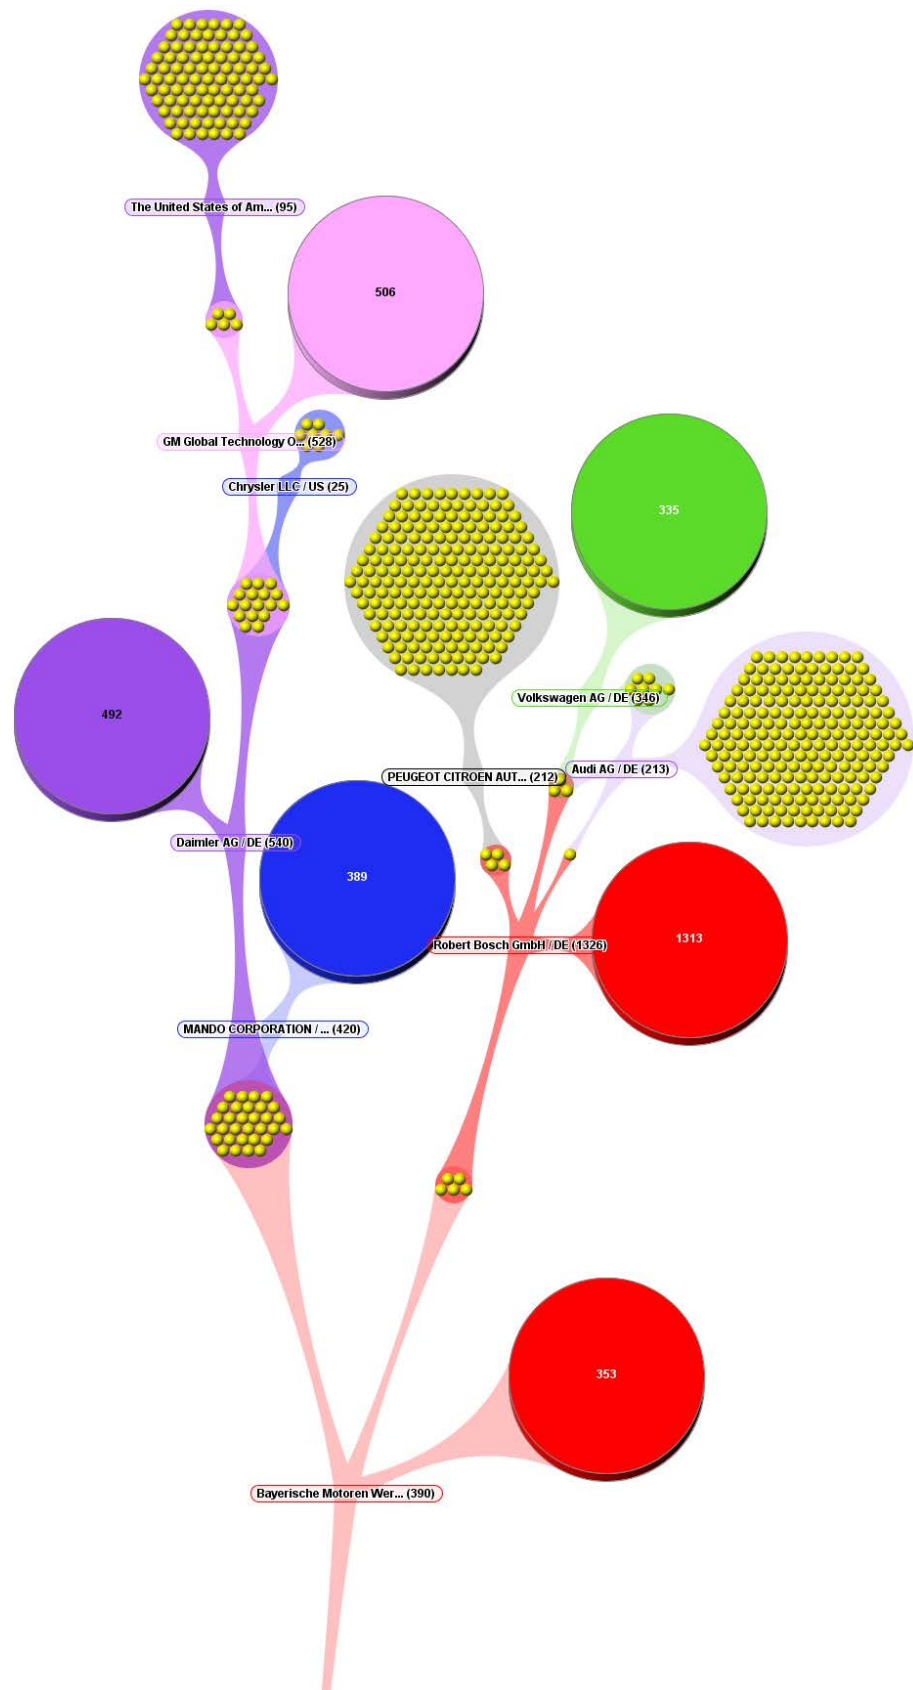 The United States of Am... (95)
506
GM Global Technology O... (528)
Chrysler LLC / US (25)
335
Volkswagen AG / DE (346)
492
PEUGEOT CITROEN AUT... (212)
Audi AG / DE (213)
Daimler AG / DE (540)
389
1313
Robert Bosch GmbH / DE (1326)
MANDO CORPORATION / ... (420)
353
Bayerische Motoren Wer... (390)